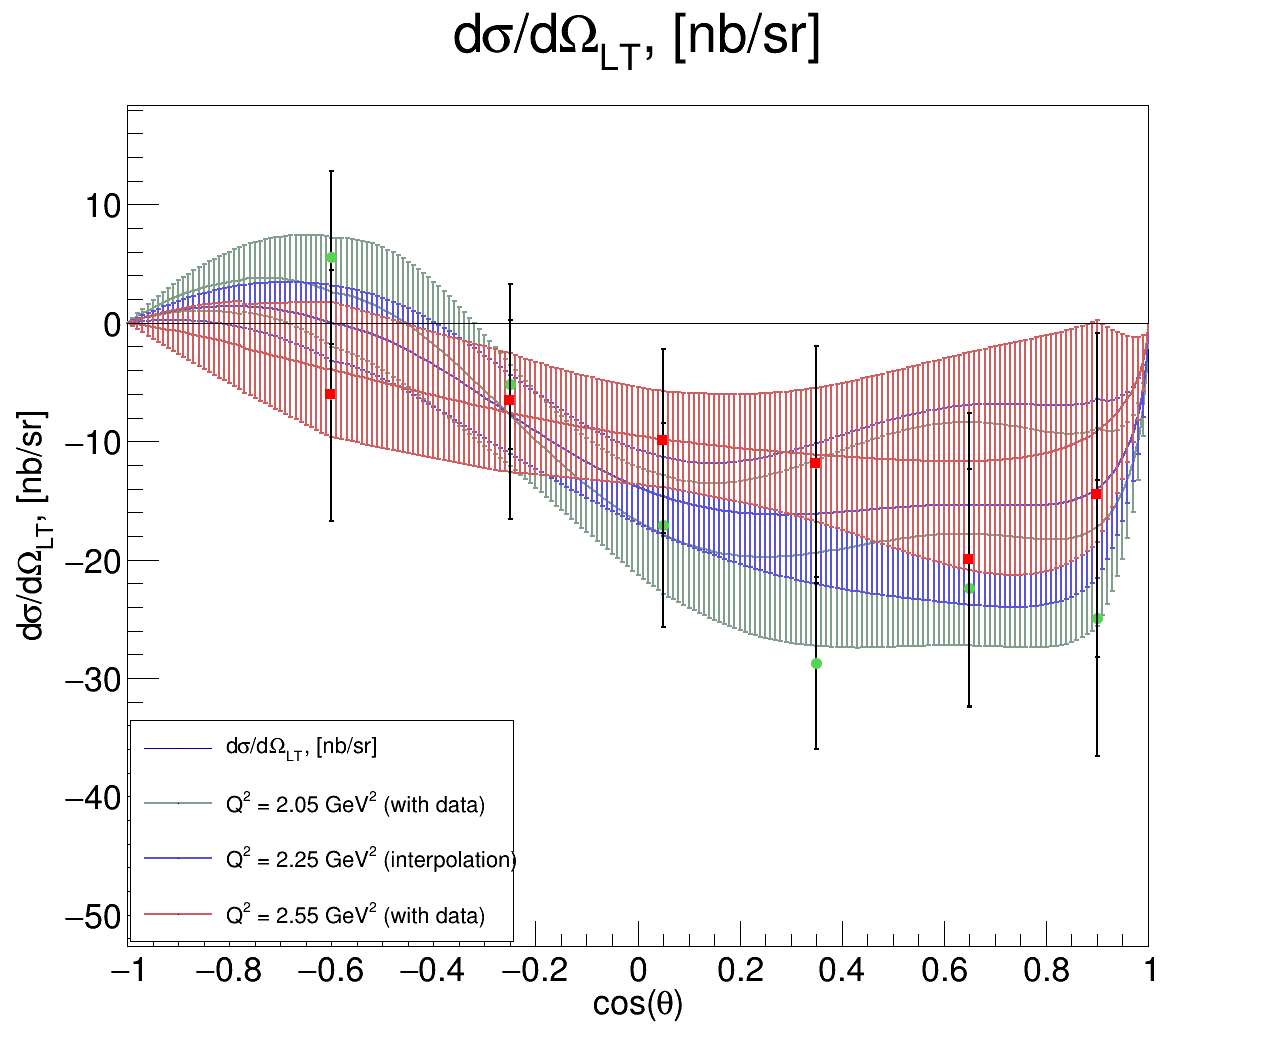 dσ/dΩ_LT, [nb/sr]
dσ/dΩ_LT, [nb/sr]
10
0
−10
−20
−30
−40
−50
dσ/dΩ_LT, [nb/sr]
Q² = 2.05 GeV² (with data)
Q² = 2.25 GeV² (interpolation)
Q² = 2.55 GeV² (with data)
−1 −0.8 −0.6 −0.4 −0.2 0 0.2 0.4 0.6 0.8 1
cos(θ)